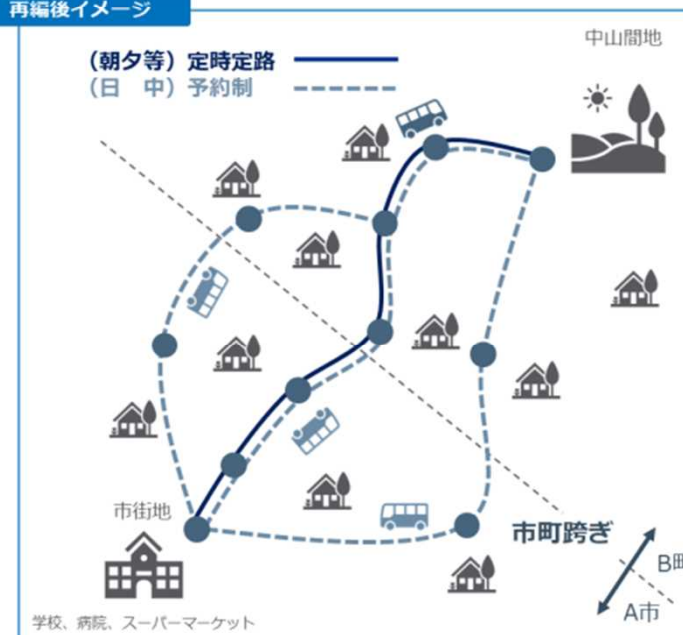 再編後イメージ
中山間地
（朝夕等）定時定路
（日　中）予約制
市街地
市町跨ぎ
B町
A市
学校、病院、スーパーマーケット